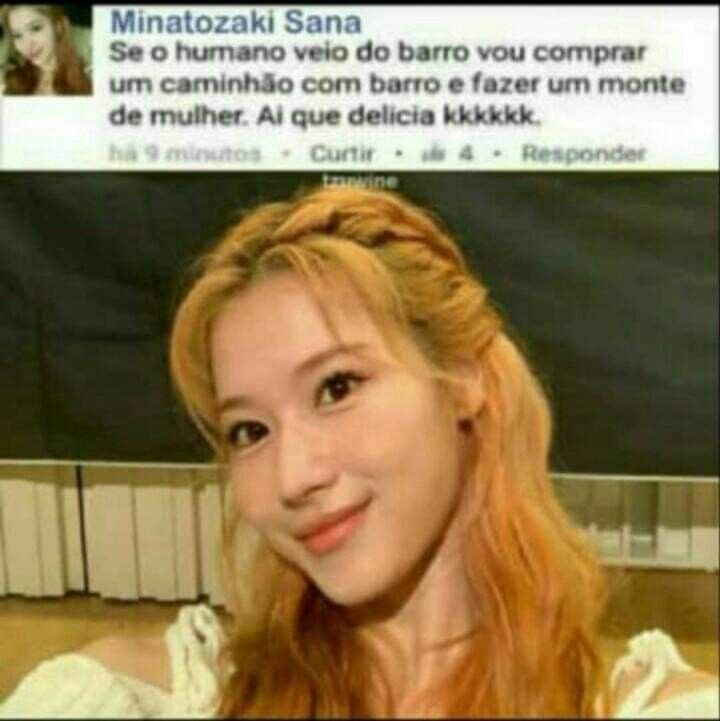 Minatozaki Sana
Se o humano veio do barro vou comprar
um caminhão com barro e fazer um monte
de mulher. Ai que delicia kkkkkk.
há 9 minutos · Curtir · 4 · Responder